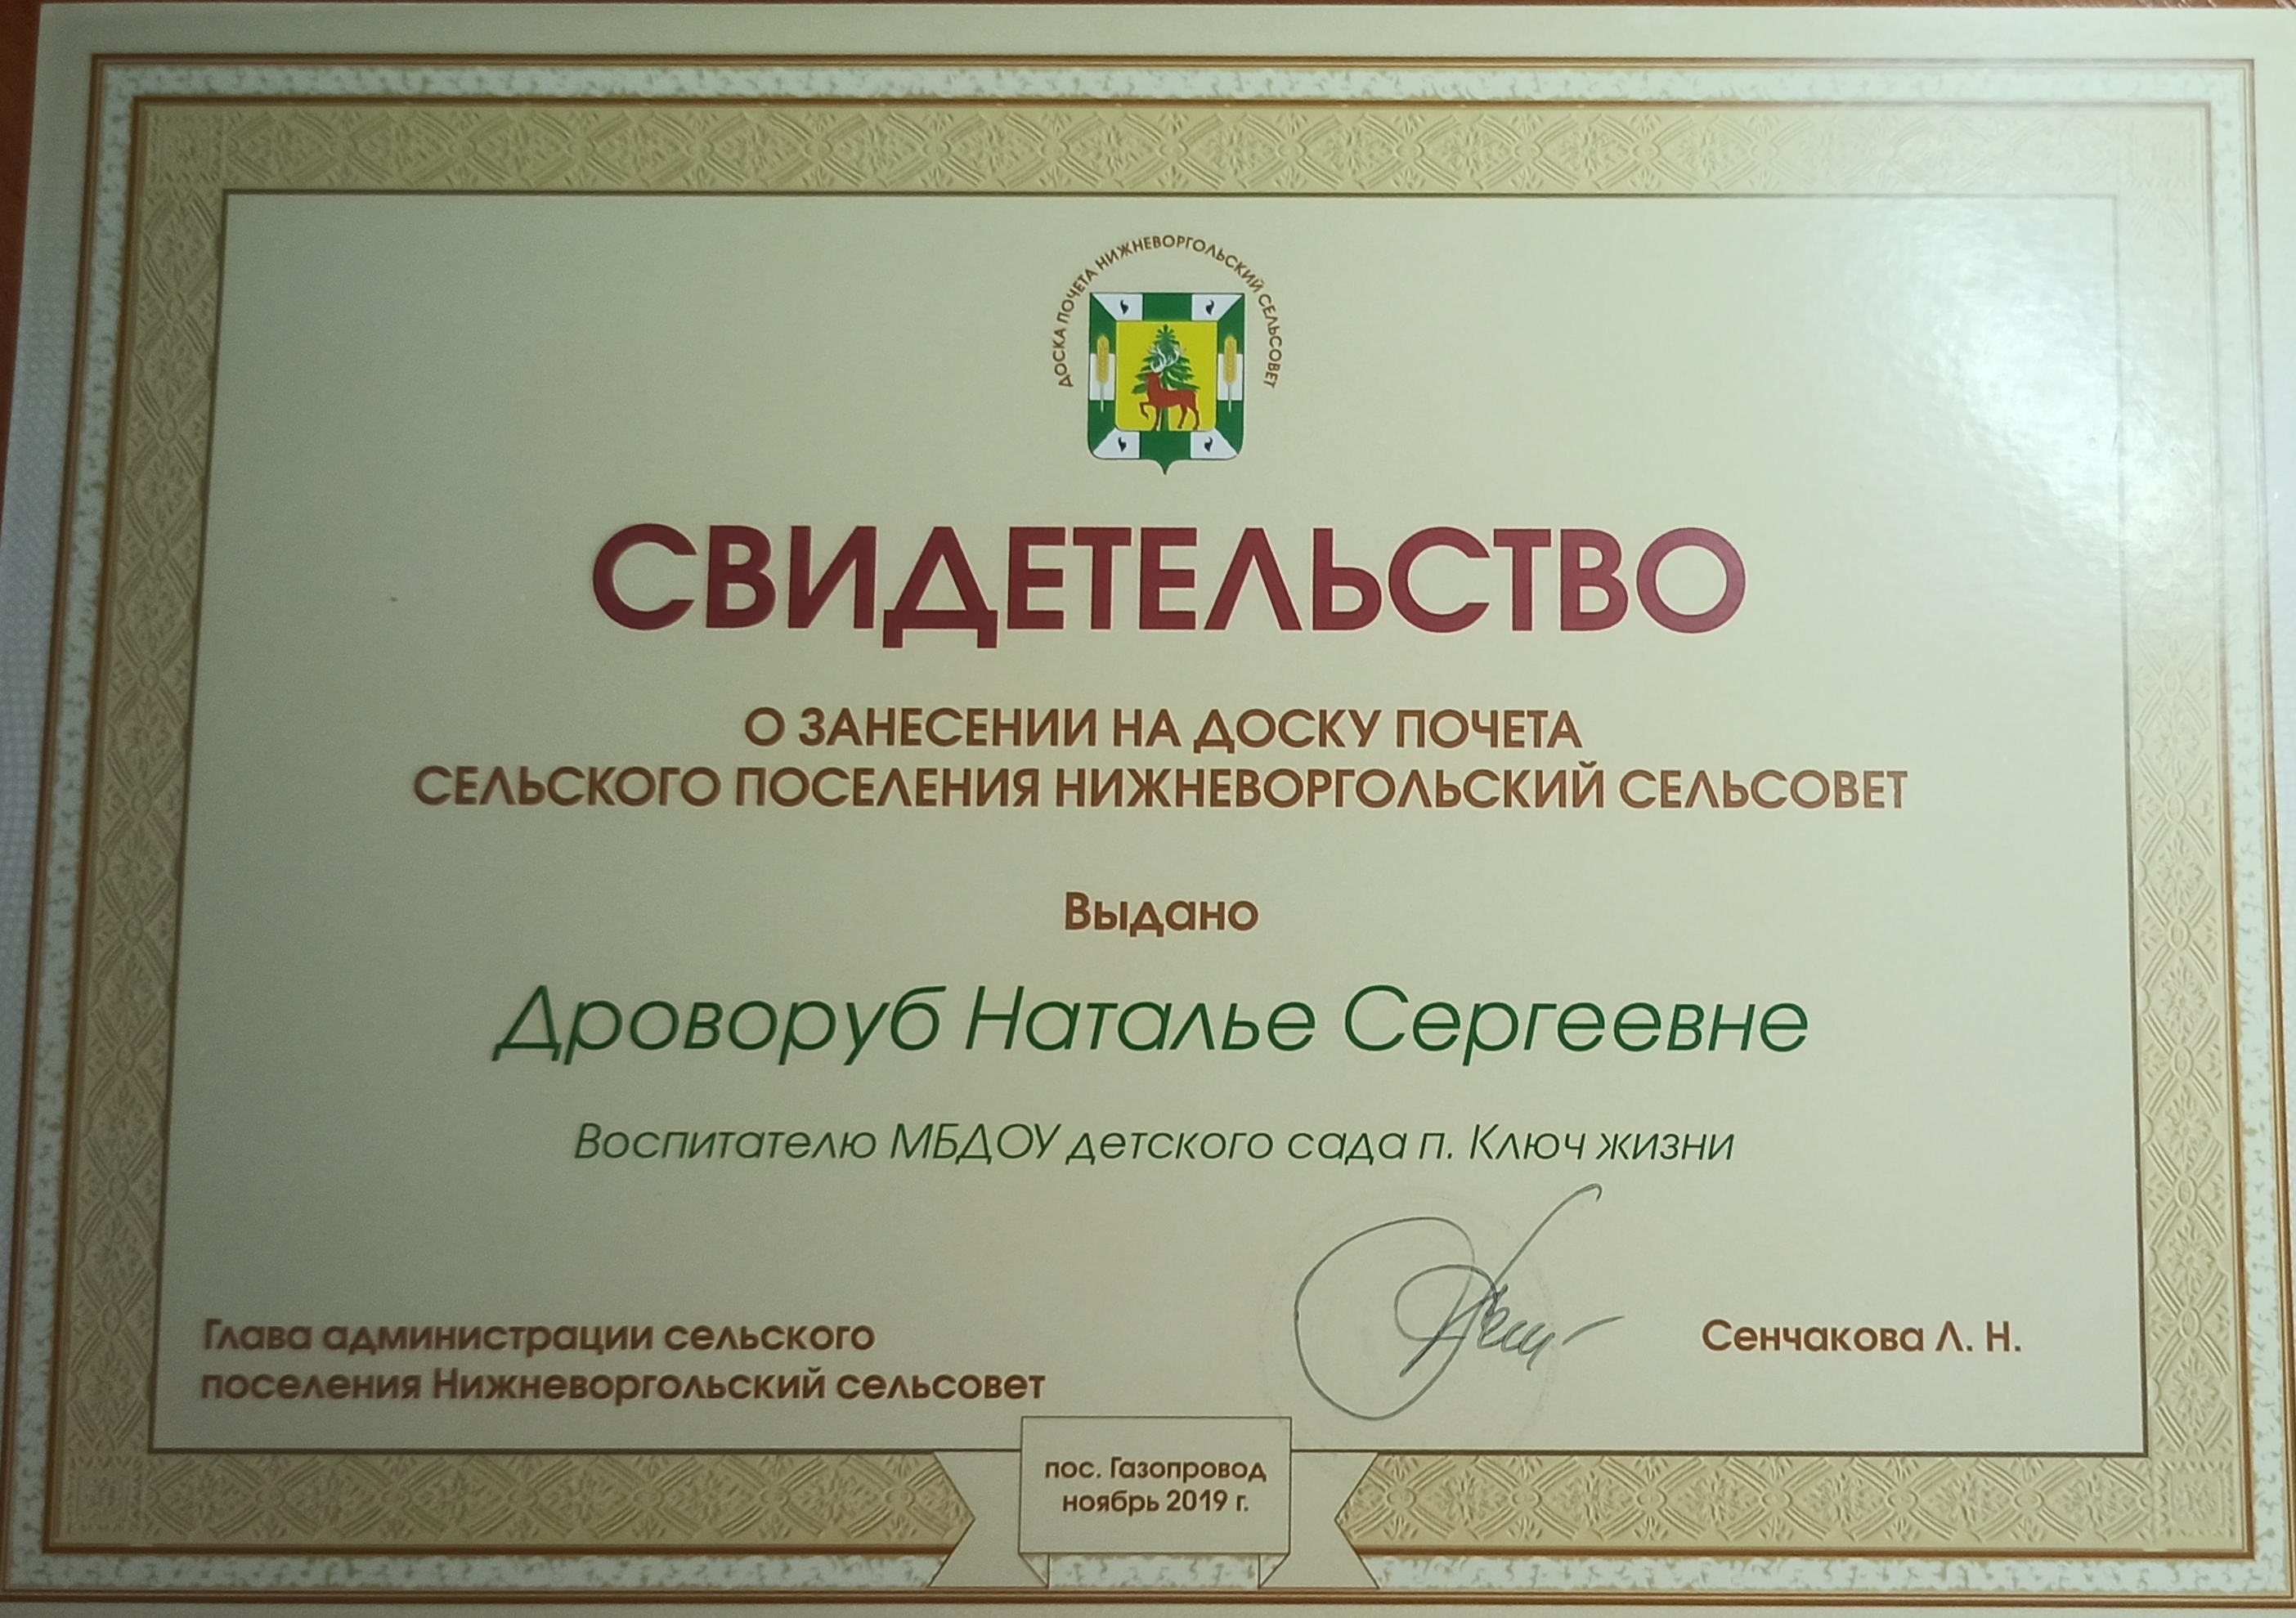 ДОСКА ПОЧЕТА НИЖНЕВОРГОЛЬСКИЙ СЕЛЬСОВЕТ
СВИДЕТЕЛЬСТВО
О ЗАНЕСЕНИИ НА ДОСКУ ПОЧЕТА
СЕЛЬСКОГО ПОСЕЛЕНИЯ НИЖНЕВОРГОЛЬСКИЙ СЕЛЬСОВЕТ
Выдано
Дроворуб Наталье Сергеевне
Воспитателю МБДОУ детского сада п. Ключ жизни
Глава администрации сельского
поселения Нижневоргольский сельсовет
Сенчакова Л. Н.
пос. Газопровод
ноябрь 2019 г.